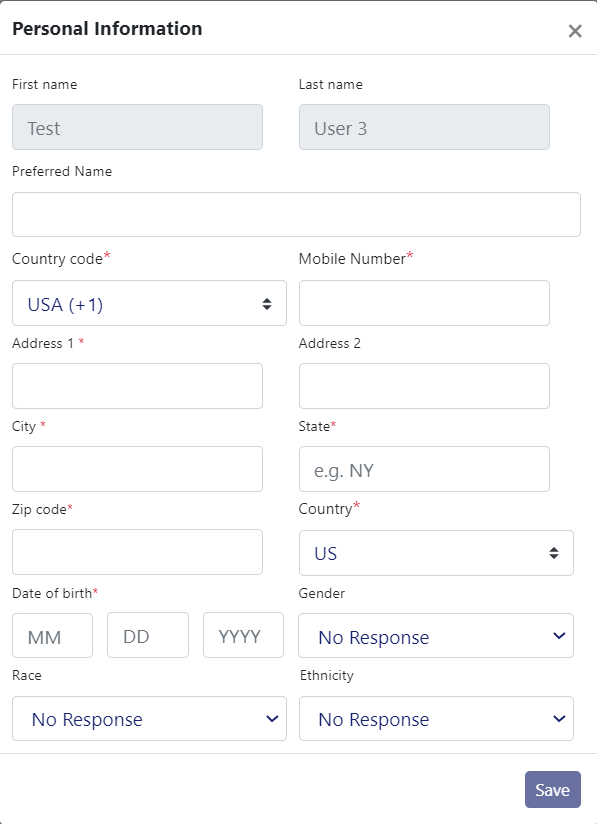 Personal Information ×
First name Last name
Test User 3
Preferred Name
Country code* Mobile Number*
USA (+1)
Address 1 * Address 2
City * State*
e.g. NY
Zip code* Country*
US
Date of birth* Gender
MM DD YYYY No Response
Race Ethnicity
No Response No Response
Save